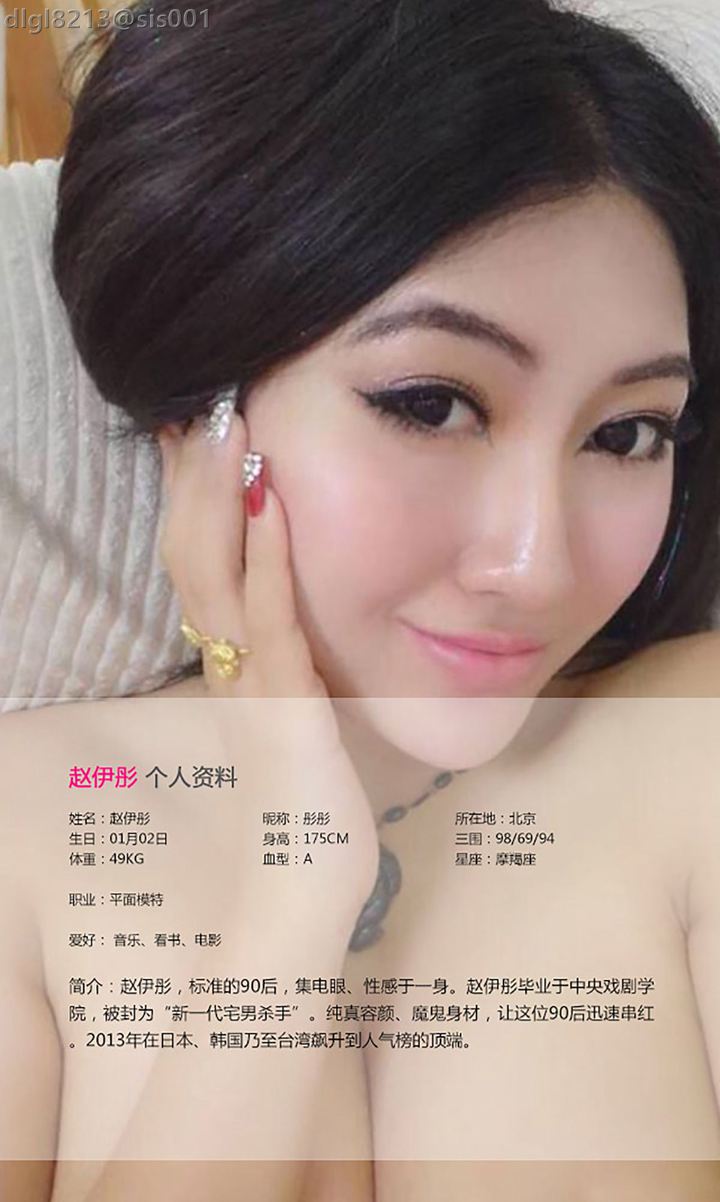 dlgl8213@sis001
赵伊彤 个人资料
姓名：赵伊彤 昵称：彤彤 所在地：北京
生日：01月02日 身高：175CM 三围：98/69/94
体重：49KG 血型：A 星座：摩羯座
职业：平面模特
爱好： 音乐、看书、电影
简介：赵伊彤，标准的90后，集电眼、性感于一身。赵伊彤毕业于中央戏剧学
院，被封为“新一代宅男杀手”。纯真容颜、魔鬼身材，让这位90后迅速串红
。2013年在日本、韩国乃至台湾飙升到人气榜的顶端。